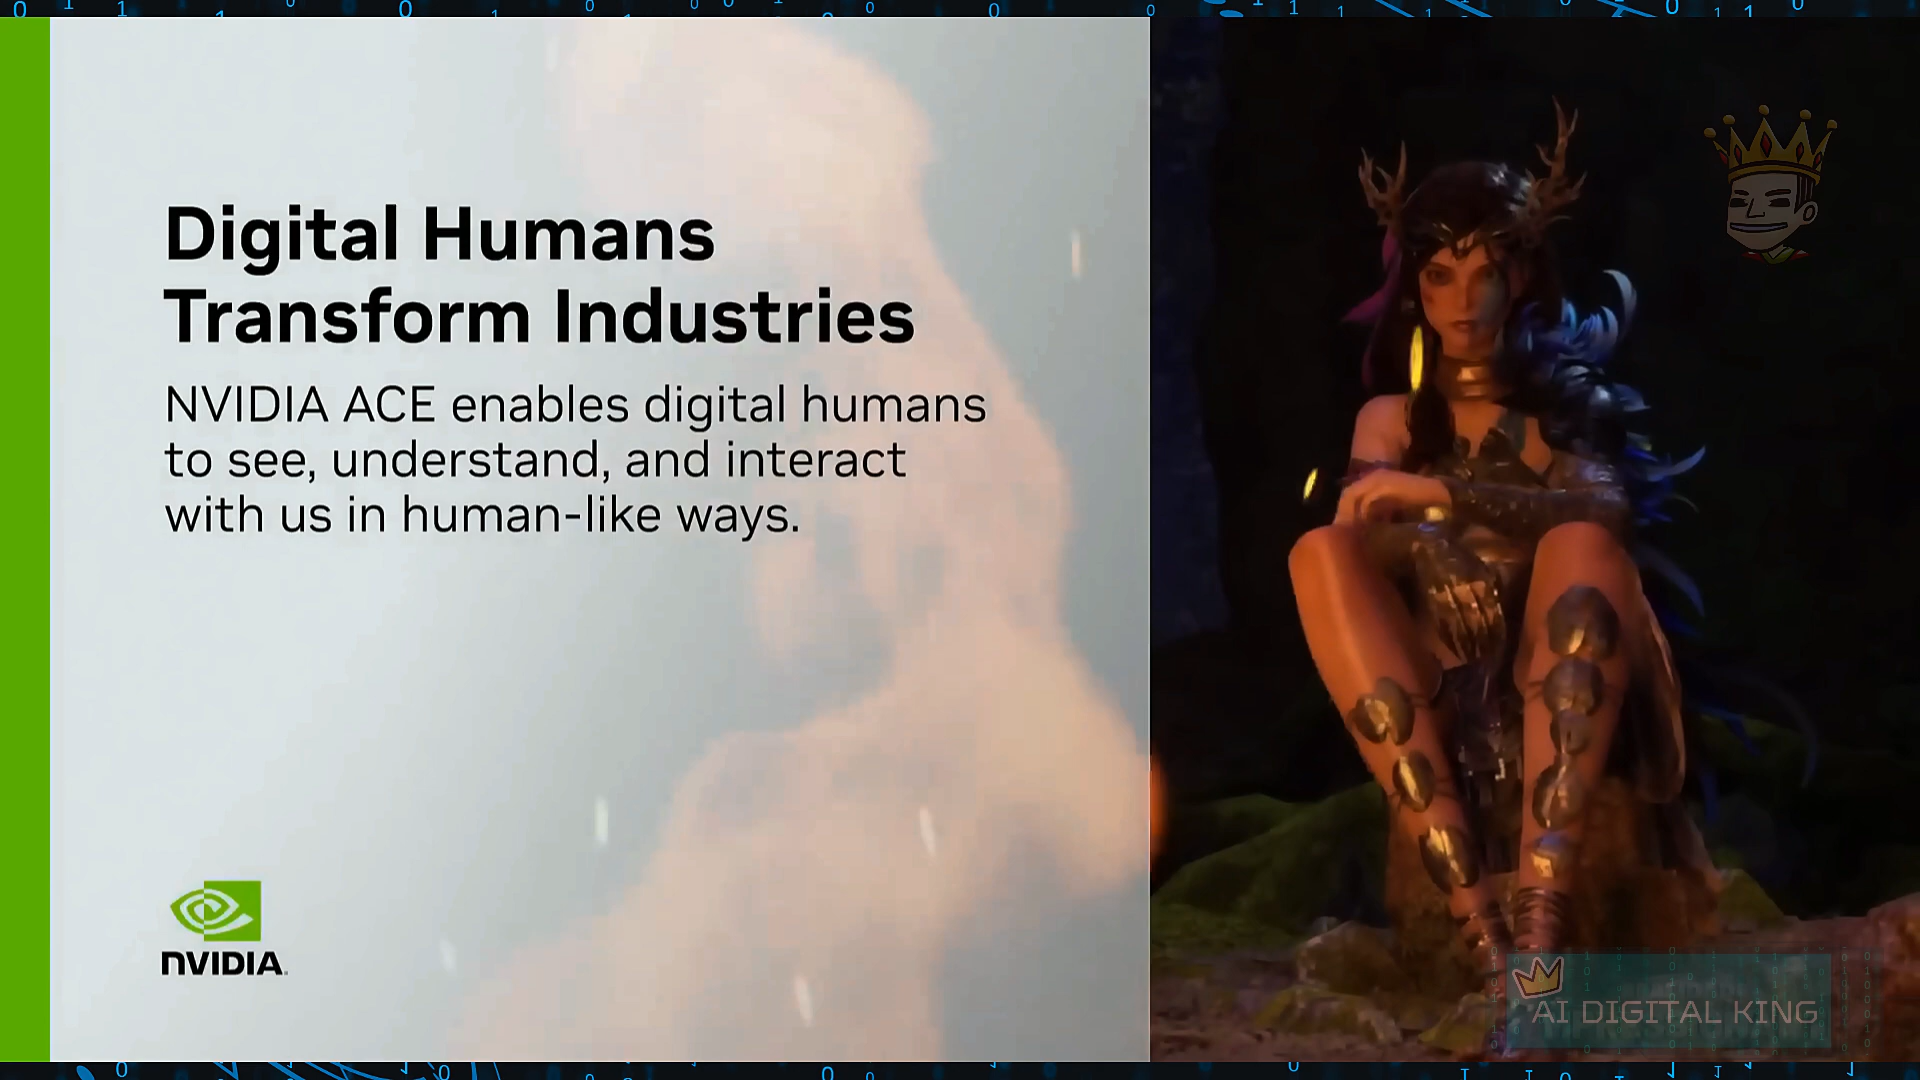 Digital Humans
Transform Industries
NVIDIA ACE enables digital humans
to see, understand, and interact
with us in human-like ways.
NVIDIA.
AI DIGITAL KING